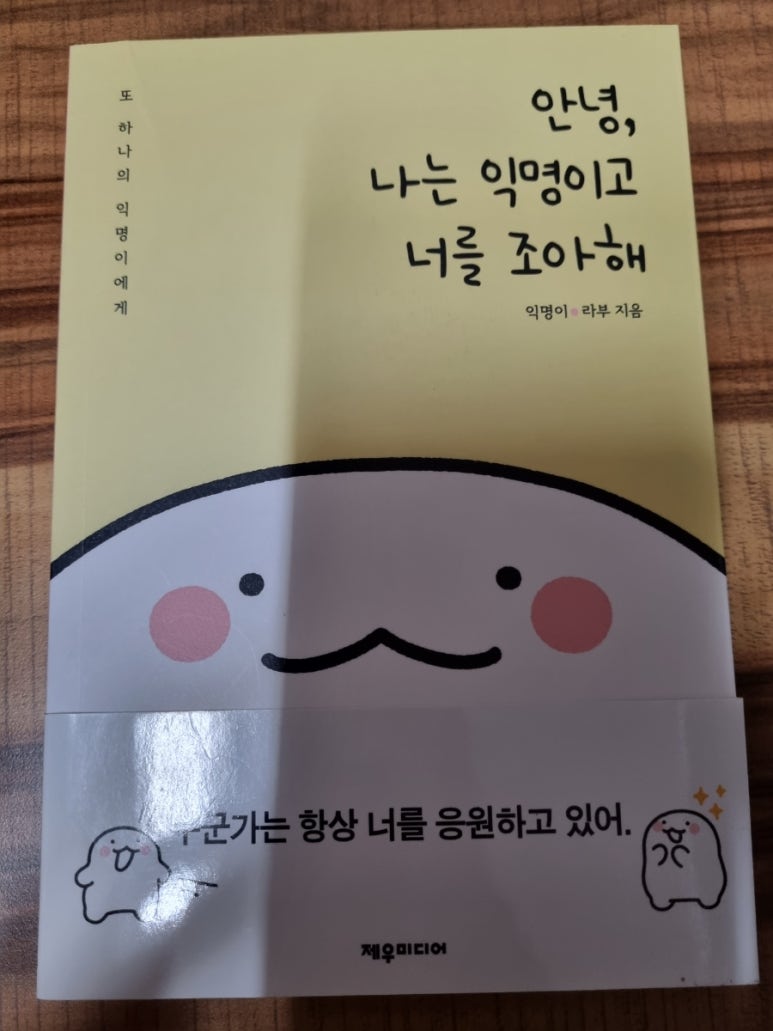 안녕,
나는 익명이고
너를 조아해
익명이 라부 지음
또 하나의 익명이에게
누군가는 항상 너를 응원하고 있어.
제우미디어